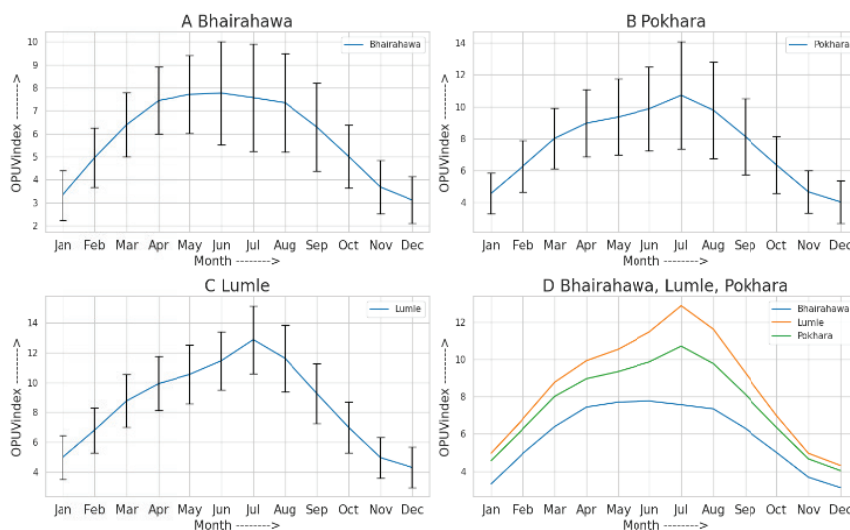 A Bhairahawa
Bhairahawa
10
9
8
7
6
5
4
3
2
OPUVindex -------->
Jan Feb Mar Apr May Jun Jul Aug Sep Oct Nov Dec
Month -------->
B Pokhara
Pokhara
14
12
10
8
6
4
OPUVIndex -------->
Jan Feb Mar Apr May Jun Jul Aug Sep Oct Nov Dec
Month -------->
C Lumle
Lumle
14
12
10
8
6
4
OPUVIndex -------->
Jan Feb Mar Apr May Jun Jul Aug Sep Oct Nov Dec
Month -------->
D Bhairahawa, Lumle, Pokhara
Bhairahawa
Lumle
Pokhara
12
10
8
6
4
OPUVIndex -------->
Jan Feb Mar Apr May Jun Jul Aug Sep Oct Nov Dec
Month -------->